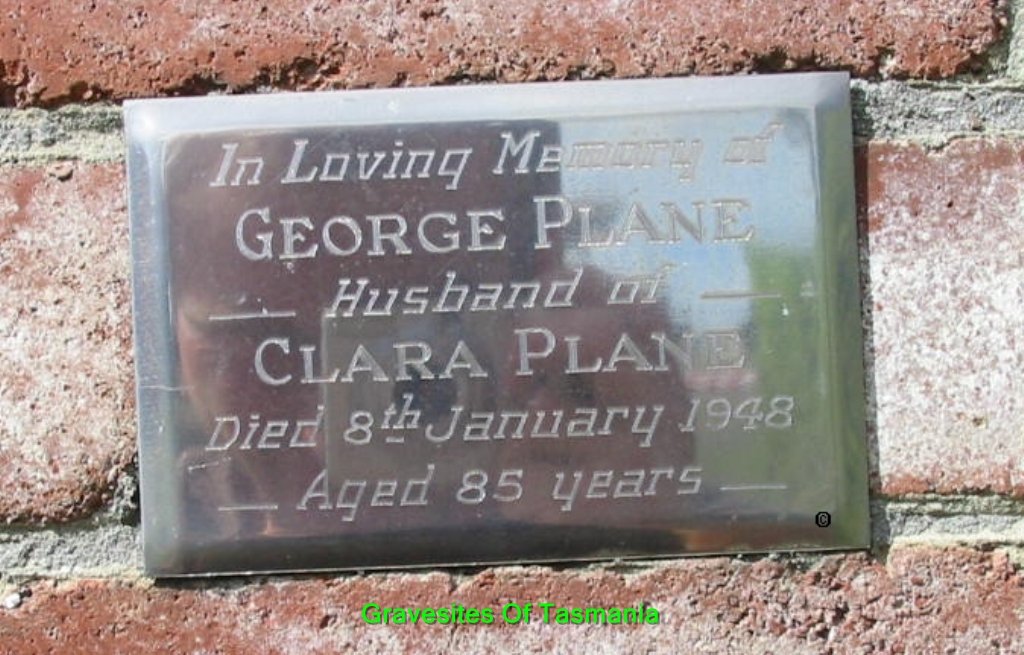 In Loving Memory of
GEORGE PLANE
Husband of
CLARA PLANE
Died 8th January 1948
Aged 85 years
©
Gravesites Of Tasmania